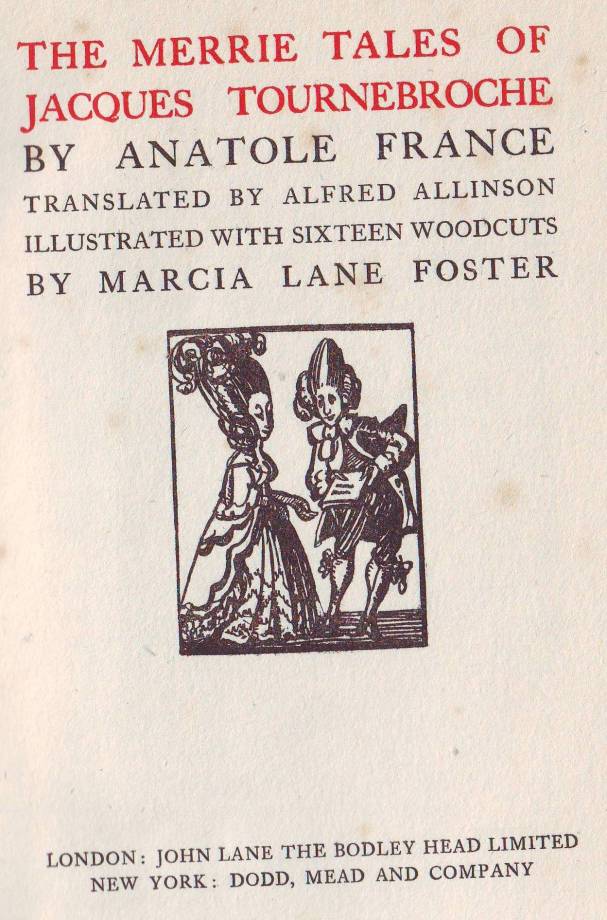 THE MERRIE TALES OF
JACQUES TOURNEBROCHE
BY ANATOLE FRANCE
TRANSLATED BY ALFRED ALLINSON
ILLUSTRATED WITH SIXTEEN WOODCUTS
BY MARCIA LANE FOSTER
LONDON: JOHN LANE THE BODLEY HEAD LIMITED
NEW YORK: DODD, MEAD AND COMPANY